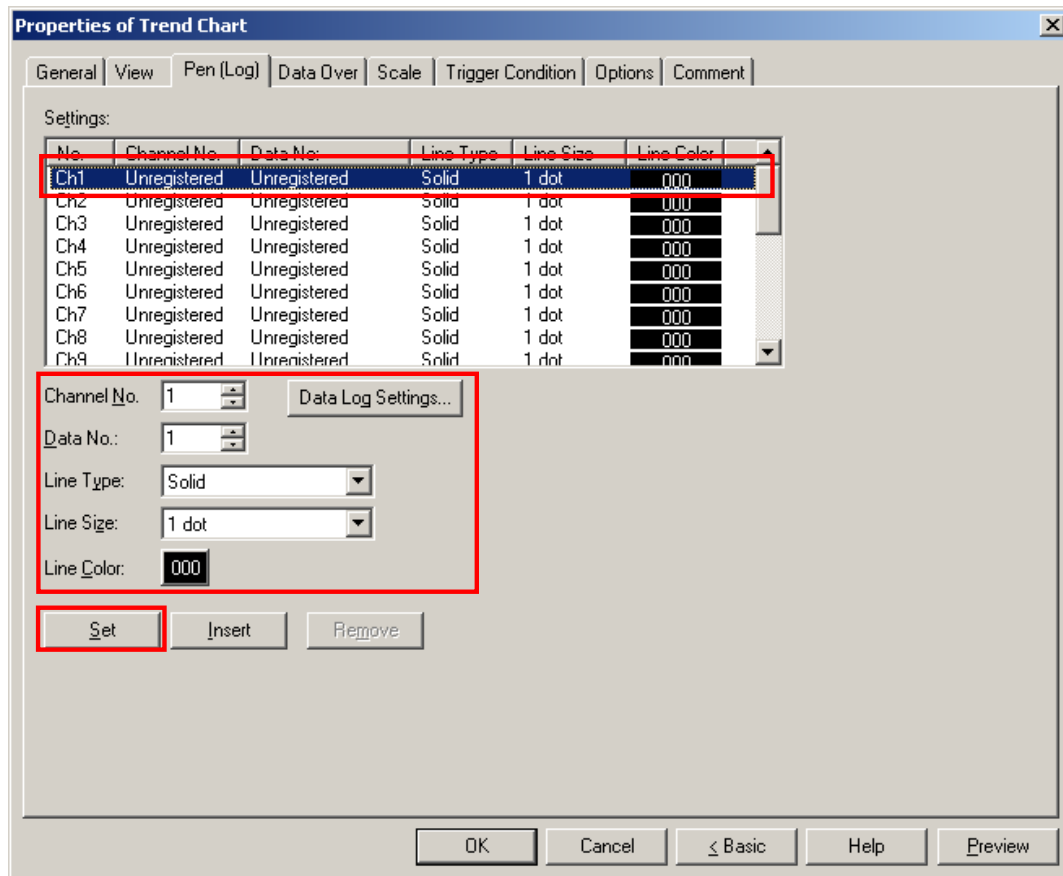 Properties of Trend Chart
General View Pen (Log) Data Over Scale Trigger Condition Options Comment
Settings:
No. Channel No. Data No: Line Type Line Size Line Color
Ch1 Unregistered Unregistered Solid 1 dot 000
Ch2 Unregistered Unregistered Solid 1 dot 000
Ch3 Unregistered Unregistered Solid 1 dot 000
Ch4 Unregistered Unregistered Solid 1 dot 000
Ch5 Unregistered Unregistered Solid 1 dot 000
Ch6 Unregistered Unregistered Solid 1 dot 000
Ch7 Unregistered Unregistered Solid 1 dot 000
Ch8 Unregistered Unregistered Solid 1 dot 000
Ch9 Unregistered Unregistered Solid 1 dot 000
Channel No. 1 Data Log Settings...
Data No.: 1
Line Type: Solid
Line Size: 1 dot
Line Color: 000
Set Insert Remove
OK Cancel < Basic Help Preview